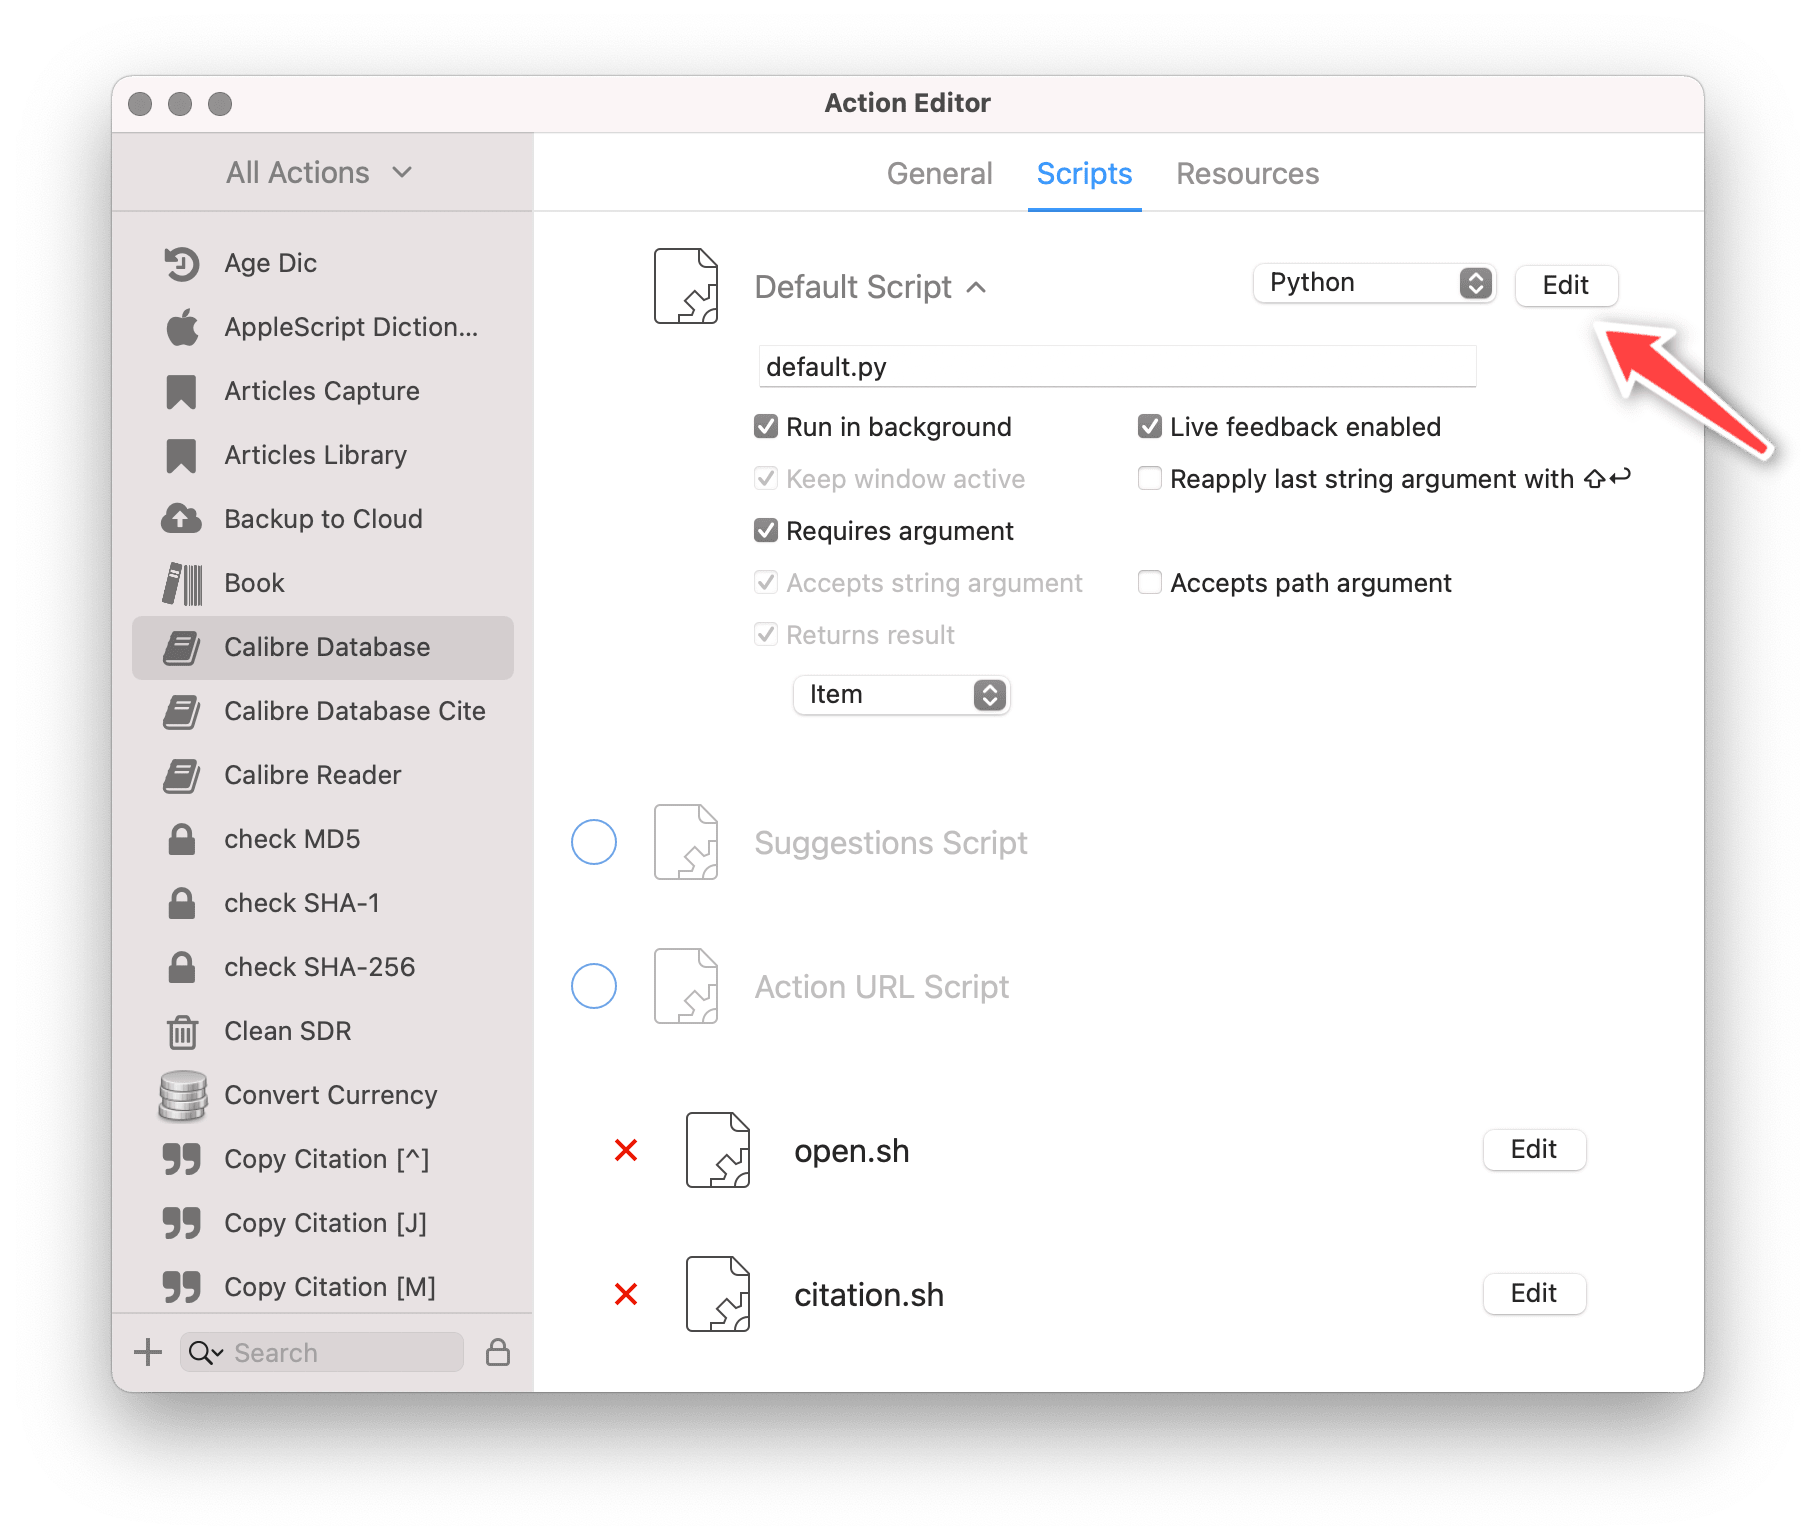 Action Editor
All Actions
General Scripts Resources
Age Dic
AppleScript Diction...
Articles Capture
Articles Library
Backup to Cloud
Book
Calibre Database
Calibre Database Cite
Calibre Reader
check MD5
check SHA-1
check SHA-256
Clean SDR
Convert Currency
Copy Citation [^]
Copy Citation [J]
Copy Citation [M]
Search
Default Script
Python
Edit
default.py
Run in background
Live feedback enabled
Keep window active
Reapply last string argument with ⇧↩
Requires argument
Accepts string argument
Accepts path argument
Returns result
Item
Suggestions Script
Action URL Script
open.sh
Edit
citation.sh
Edit